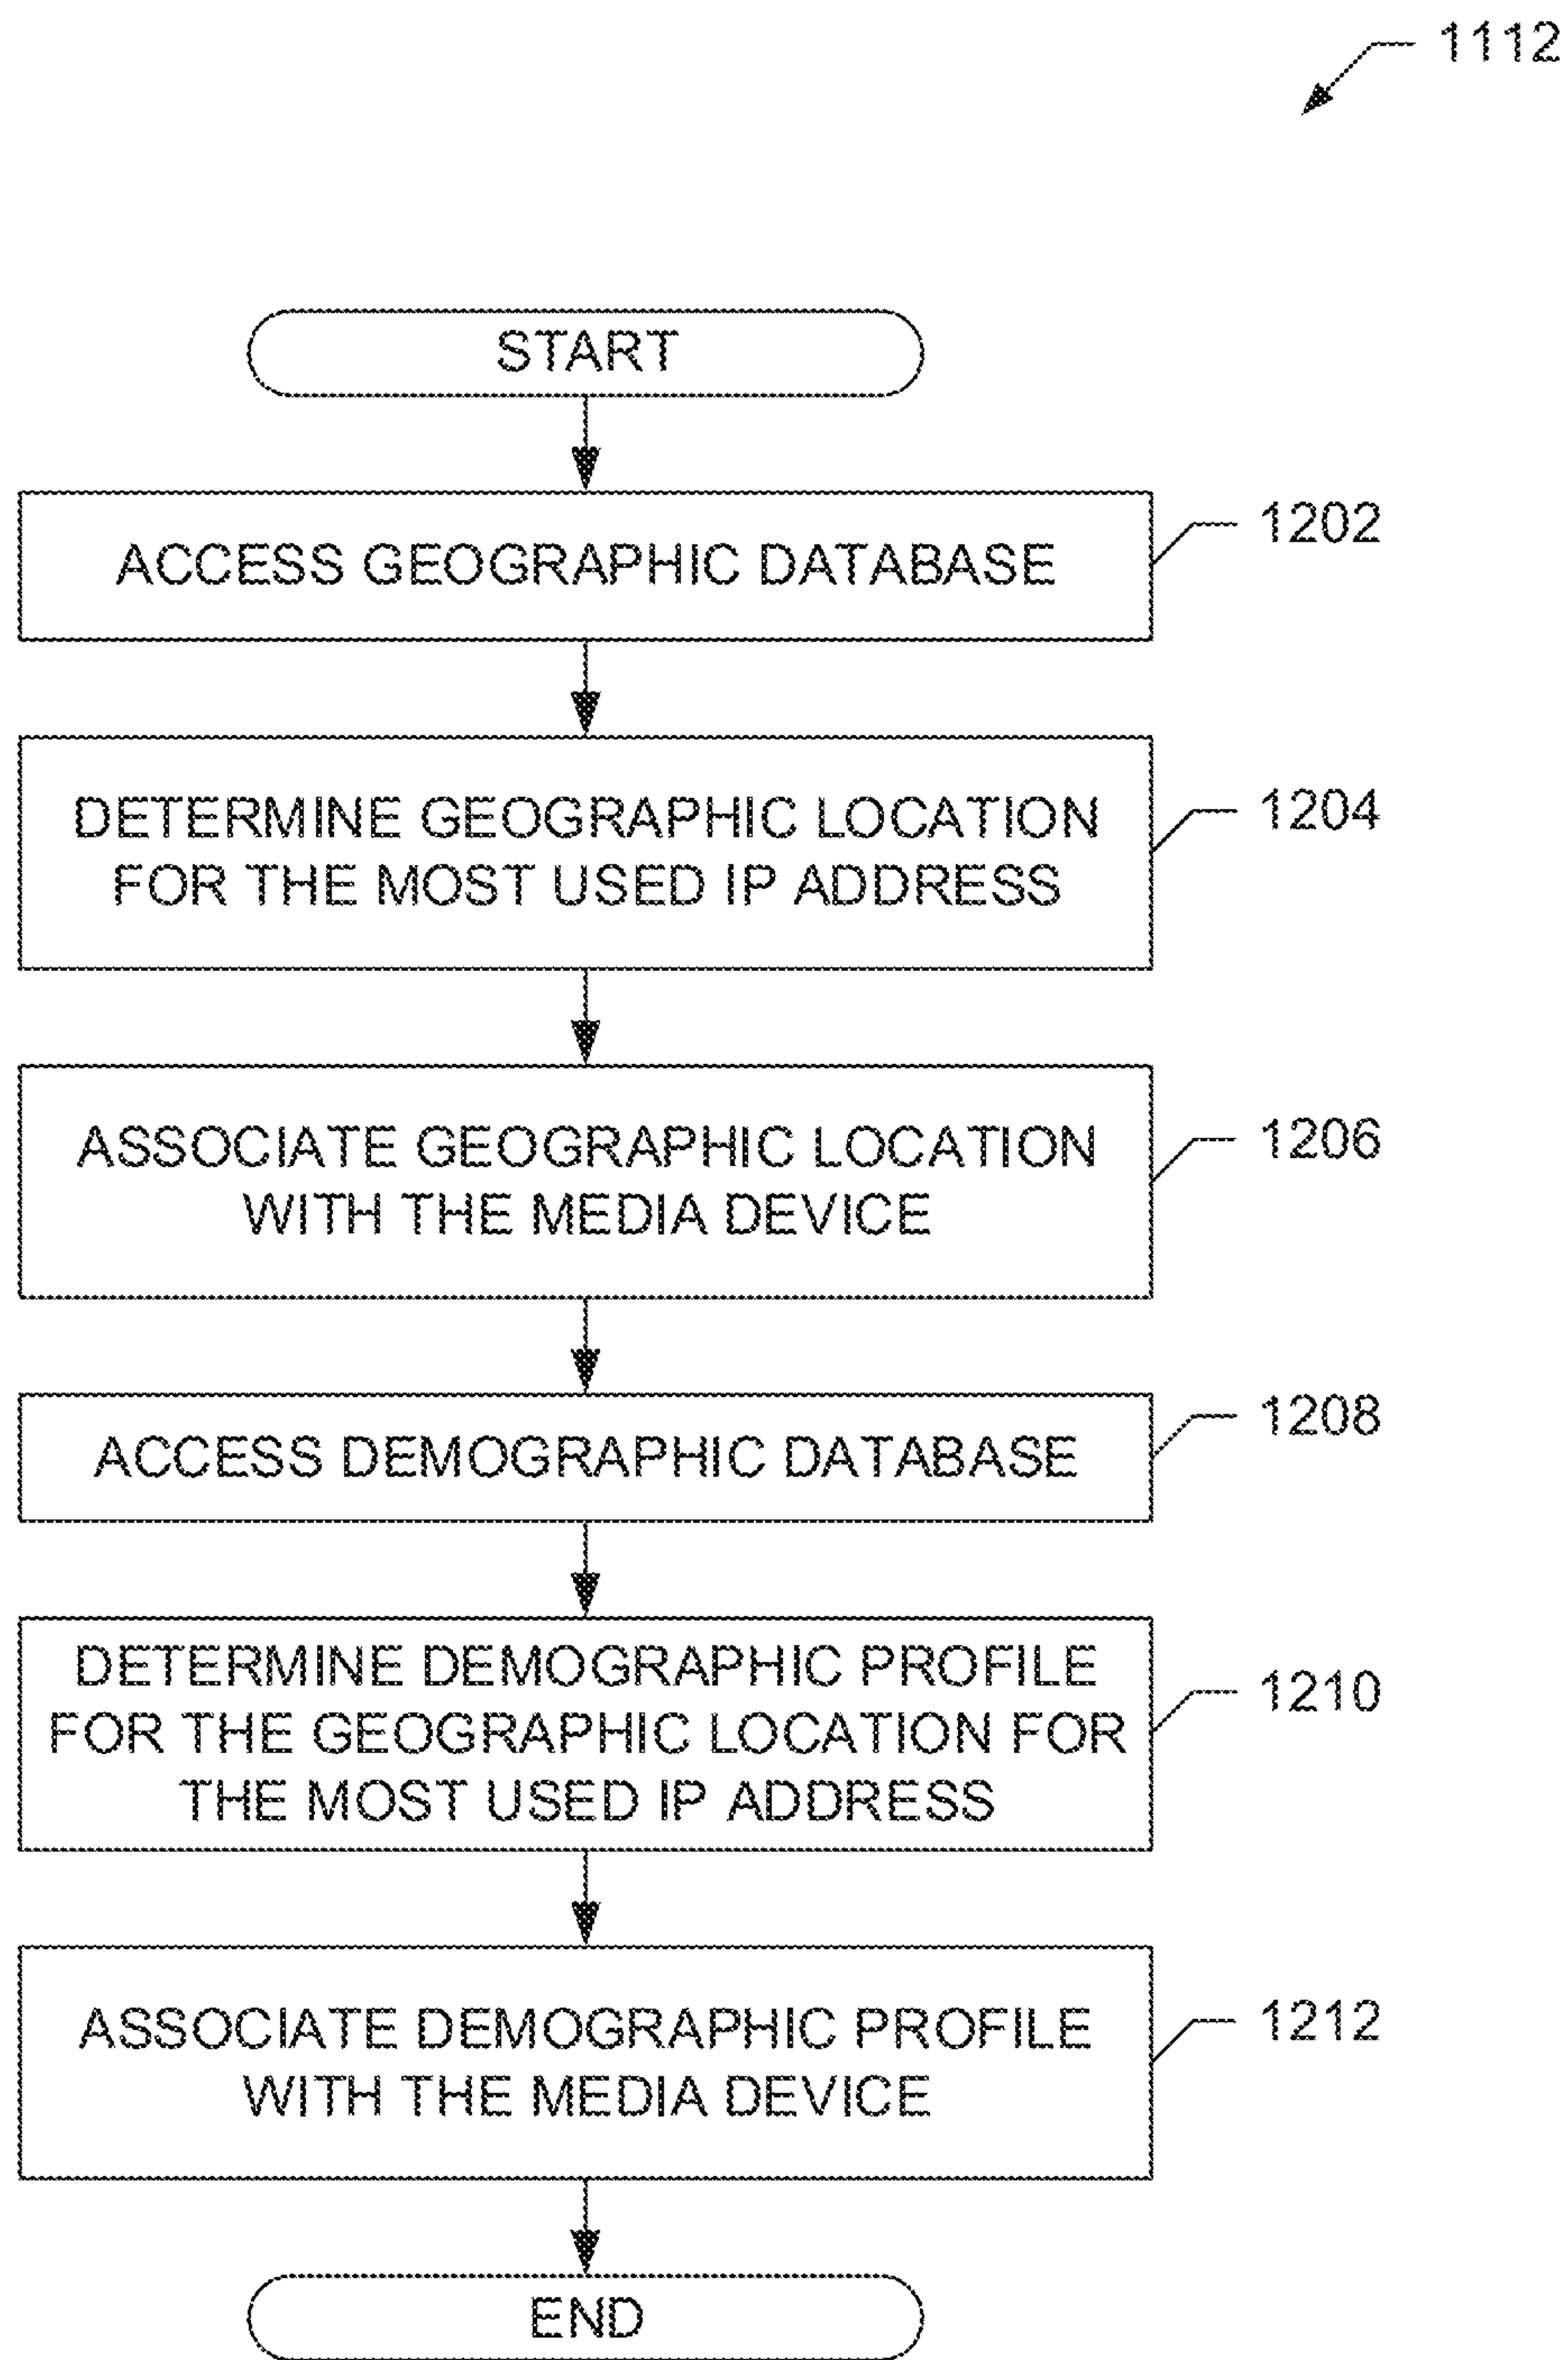 1112
START
ACCESS GEOGRAPHIC DATABASE
1202
DETERMINE GEOGRAPHIC LOCATION
FOR THE MOST USED IP ADDRESS
1204
ASSOCIATE GEOGRAPHIC LOCATION
WITH THE MEDIA DEVICE
1206
ACCESS DEMOGRAPHIC DATABASE
1208
DETERMINE DEMOGRAPHIC PROFILE
FOR THE GEOGRAPHIC LOCATION FOR
THE MOST USED IP ADDRESS
1210
ASSOCIATE DEMOGRAPHIC PROFILE
WITH THE MEDIA DEVICE
1212
END